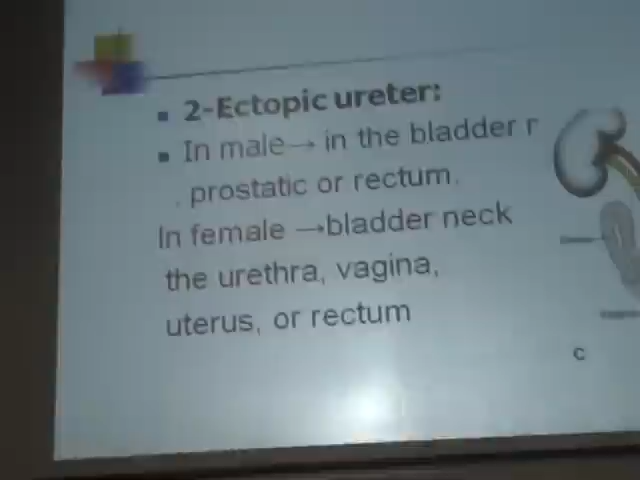 2-Ectopic ureter:
In male→ in the bladder
prostatic or rectum.
In female →bladder neck
the urethra, vagina,
uterus, or rectum
C